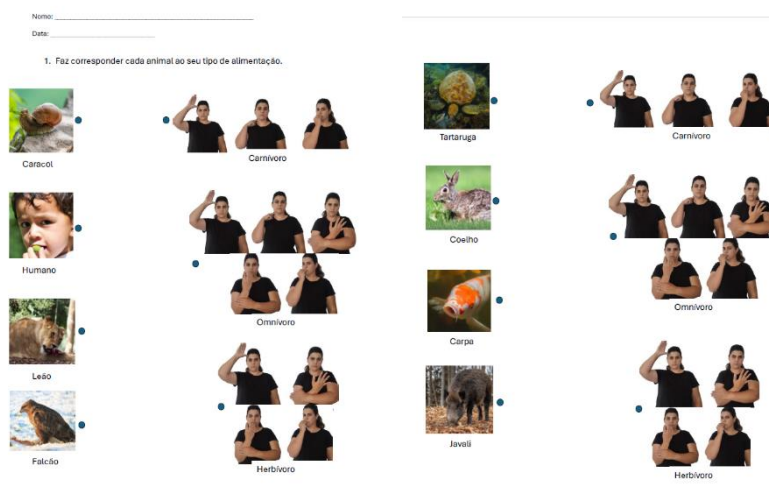 Nome:
Data:
1. Faz corresponder cada animal ao seu tipo de alimentação.
Caracol
Carnívoro
Humano
Omnívoro
Leão
Falcão
Herbívoro
Tartaruga
Carnívoro
Coelho
Omnívoro
Carpa
Javali
Herbívoro